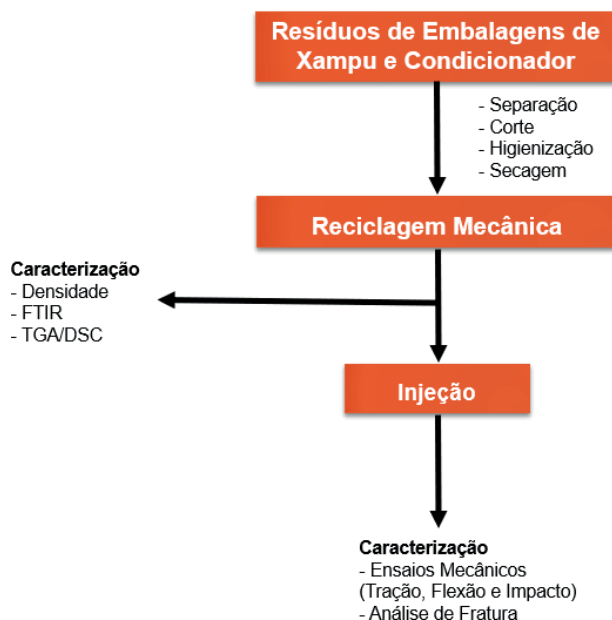 Resíduos de Embalagens de
Xampu e Condicionador
- Separação
- Corte
- Higienização
- Secagem
Reciclagem Mecânica
Caracterização
- Densidade
- FTIR
- TGA/DSC
Injeção
Caracterização
- Ensaios Mecânicos
(Tração, Flexão e Impacto)
- Análise de Fratura